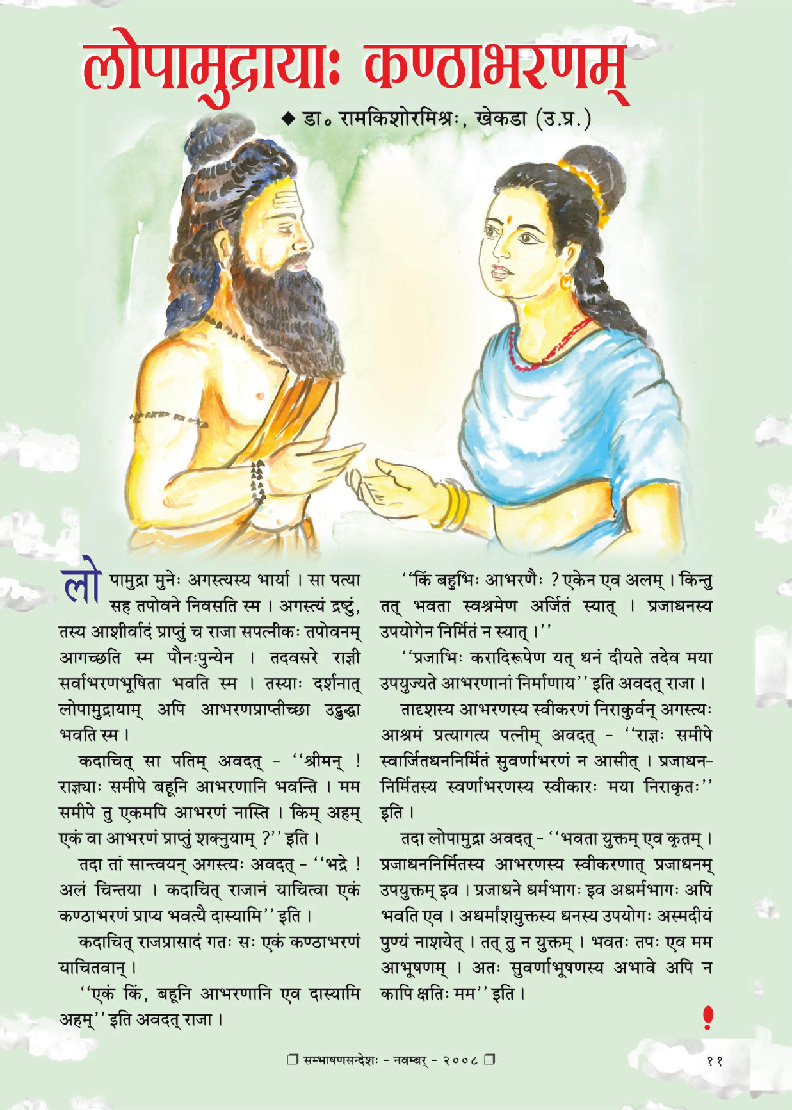 लोपामुद्रायाः कण्ठाभरणम्
◆ डा० रामकिशोरमिश्रः, खेकडा (उ.प्र.)
लोपामुद्रा मुनेः अगस्त्यस्य भार्या । सा पत्या
सह तपोवने निवसति स्म । अगस्त्यं द्रष्टुं,
तस्य आशीर्वादं प्राप्तुं च राजा सपत्नीकः तपोवनम्
आगच्छति स्म पौनःपुन्येन । तदवसरे राज्ञी
सर्वाभरणभूषिता भवति स्म । तस्याः दर्शनात्
लोपामुद्रायाम् अपि आभरणप्राप्तीच्छा उद्बुद्धा
भवति स्म ।
कदाचित् सा पतिम् अवदत् - ‘‘श्रीमन् !
राज्ञ्याः समीपे बहूनि आभरणानि भवन्ति । मम
समीपे तु एकमपि आभरणं नास्ति । किम् अहम्
एकं वा आभरणं प्राप्तुं शक्नुयाम् ?’’ इति ।
तदा तां सान्त्वयन् अगस्त्यः अवदत् - ‘‘भद्रे !
अलं चिन्तया । कदाचित् राजानं याचित्वा एकं
कण्ठाभरणं प्राप्य भवत्यै दास्यामि’’ इति ।
कदाचित् राजप्रासादं गतः सः एकं कण्ठाभरणं
याचितवान् ।
‘‘एकं किं, बहूनि आभरणानि एव दास्यामि
अहम्’’ इति अवदत् राजा ।
‘‘किं बहुभिः आभरणैः ? एकेन एव अलम् । किन्तु
तत् भवता स्वश्रमेण अर्जितं स्यात् । प्रजाधनस्य
उपयोगेन निर्मितं न स्यात् ।’’
‘‘प्रजाभिः करादिरूपेण यत् धनं दीयते तदेव मया
उपयुज्यते आभरणानां निर्माणाय’’ इति अवदत् राजा ।
तादृशस्य आभरणस्य स्वीकरणं निराकुर्वन् अगस्त्यः
आश्रमं प्रत्यागत्य पत्नीम् अवदत् - ‘‘राज्ञः समीपे
स्वार्जितधननिर्मितं सुवर्णाभरणं न आसीत् । प्रजाधन-
निर्मितस्य स्वर्णाभरणस्य स्वीकारः मया निराकृतः’’
इति ।
तदा लोपामुद्रा अवदत् - ‘‘भवता युक्तम् एव कृतम् ।
प्रजाधननिर्मितस्य आभरणस्य स्वीकरणात् प्रजाधनम्
उपयुक्तम् इव । प्रजाधने धर्मभागः इव अधर्मभागः अपि
भवति एव । अधर्मांशयुक्तस्य धनस्य उपयोगः अस्मदीयं
पुण्यं नाशयेत् । तत् तु न युक्तम् । भवतः तपः एव मम
आभूषणम् । अतः सुवर्णाभूषणस्य अभावे अपि न
कापि क्षतिः मम’’ इति ।
❐ सम्भाषणसन्देशः - नवम्बर् - २००८ ❐
११